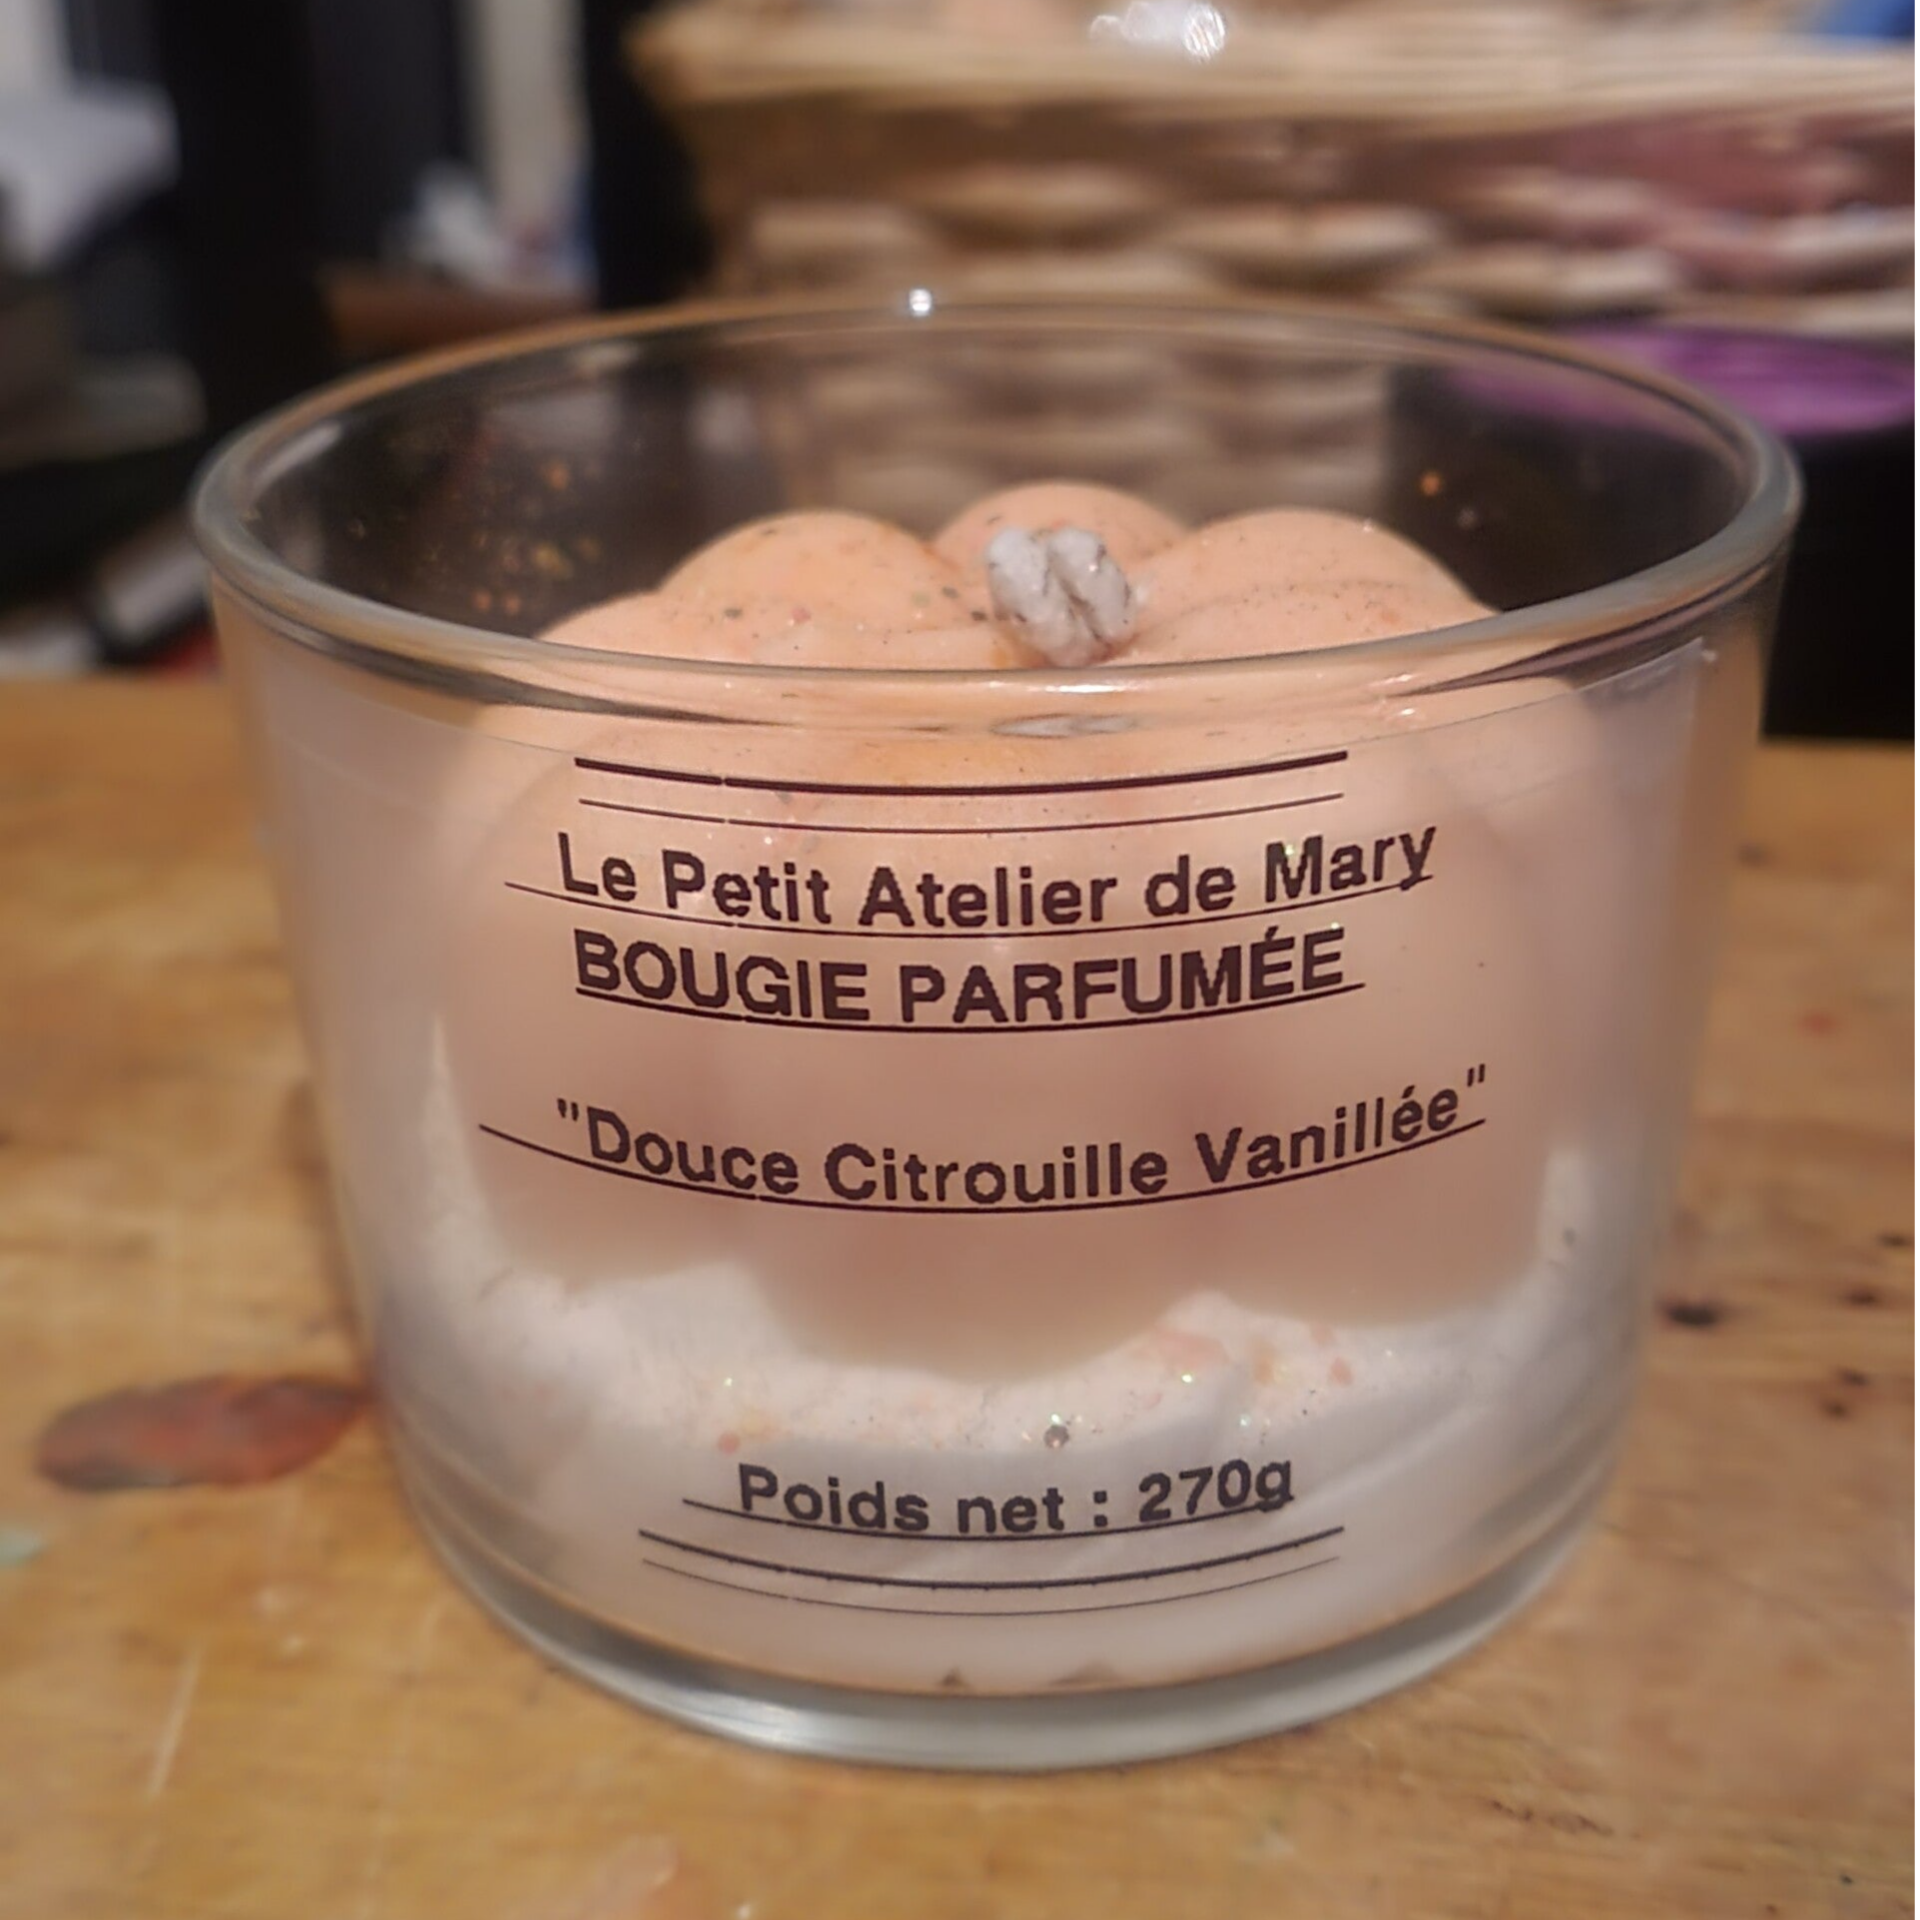 Le Petit Atelier de Mary
BOUGIE PARFUMÉE
"Douce Citrouille Vanillée"
Poids net : 270g